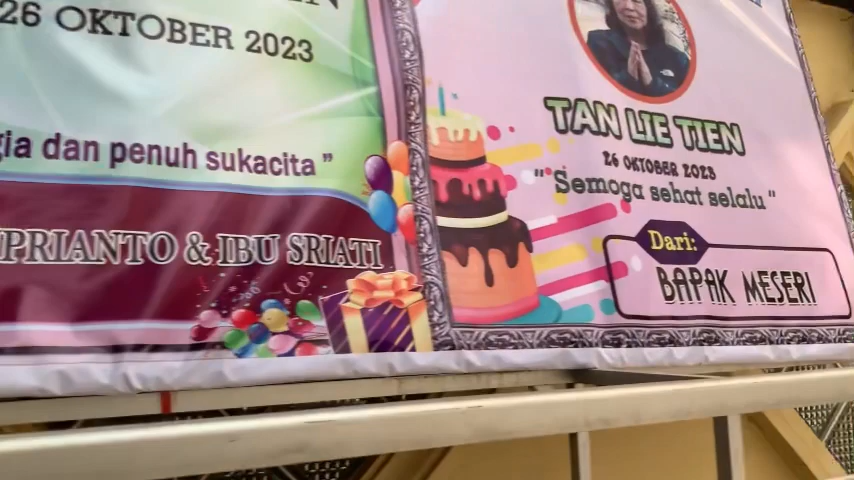 26 OKTOBER 2023
dan penuh sukacita ”
PRIANTO & IBU SRIATI
TAN LIE TIEN
26 OKTOBER 2023
“ Semoga sehat selalu ”
Dari:
BAPAK MESERI